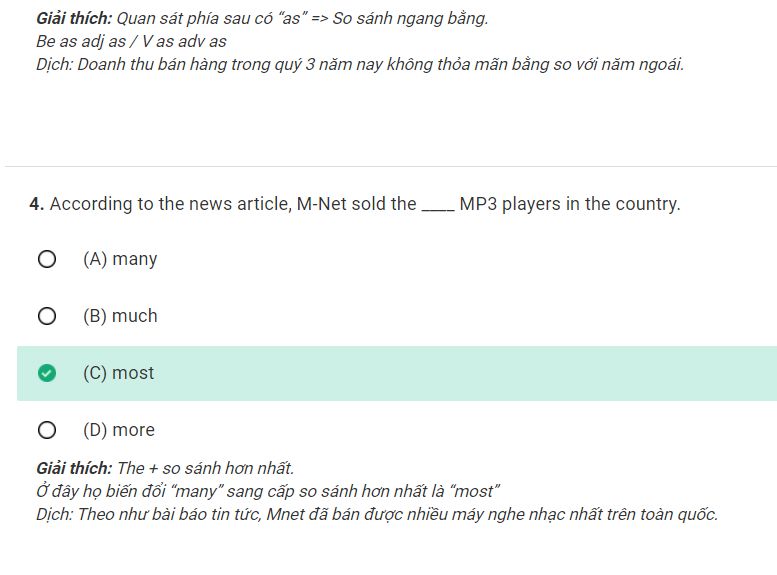 Giải thích: Quan sát phía sau có “as” => So sánh ngang bằng.
Be as adj as / V as adv as
Dịch: Doanh thu bán hàng trong quý 3 năm nay không thỏa mãn bằng so với năm ngoái.
4. According to the news article, M-Net sold the ____ MP3 players in the country.
(A) many
(B) much
(C) most
(D) more
Giải thích: The + so sánh hơn nhất.
Ở đây họ biến đổi “many” sang cấp so sánh hơn nhất là “most”
Dịch: Theo như bài báo tin tức, Mnet đã bán được nhiều máy nghe nhạc nhất trên toàn quốc.